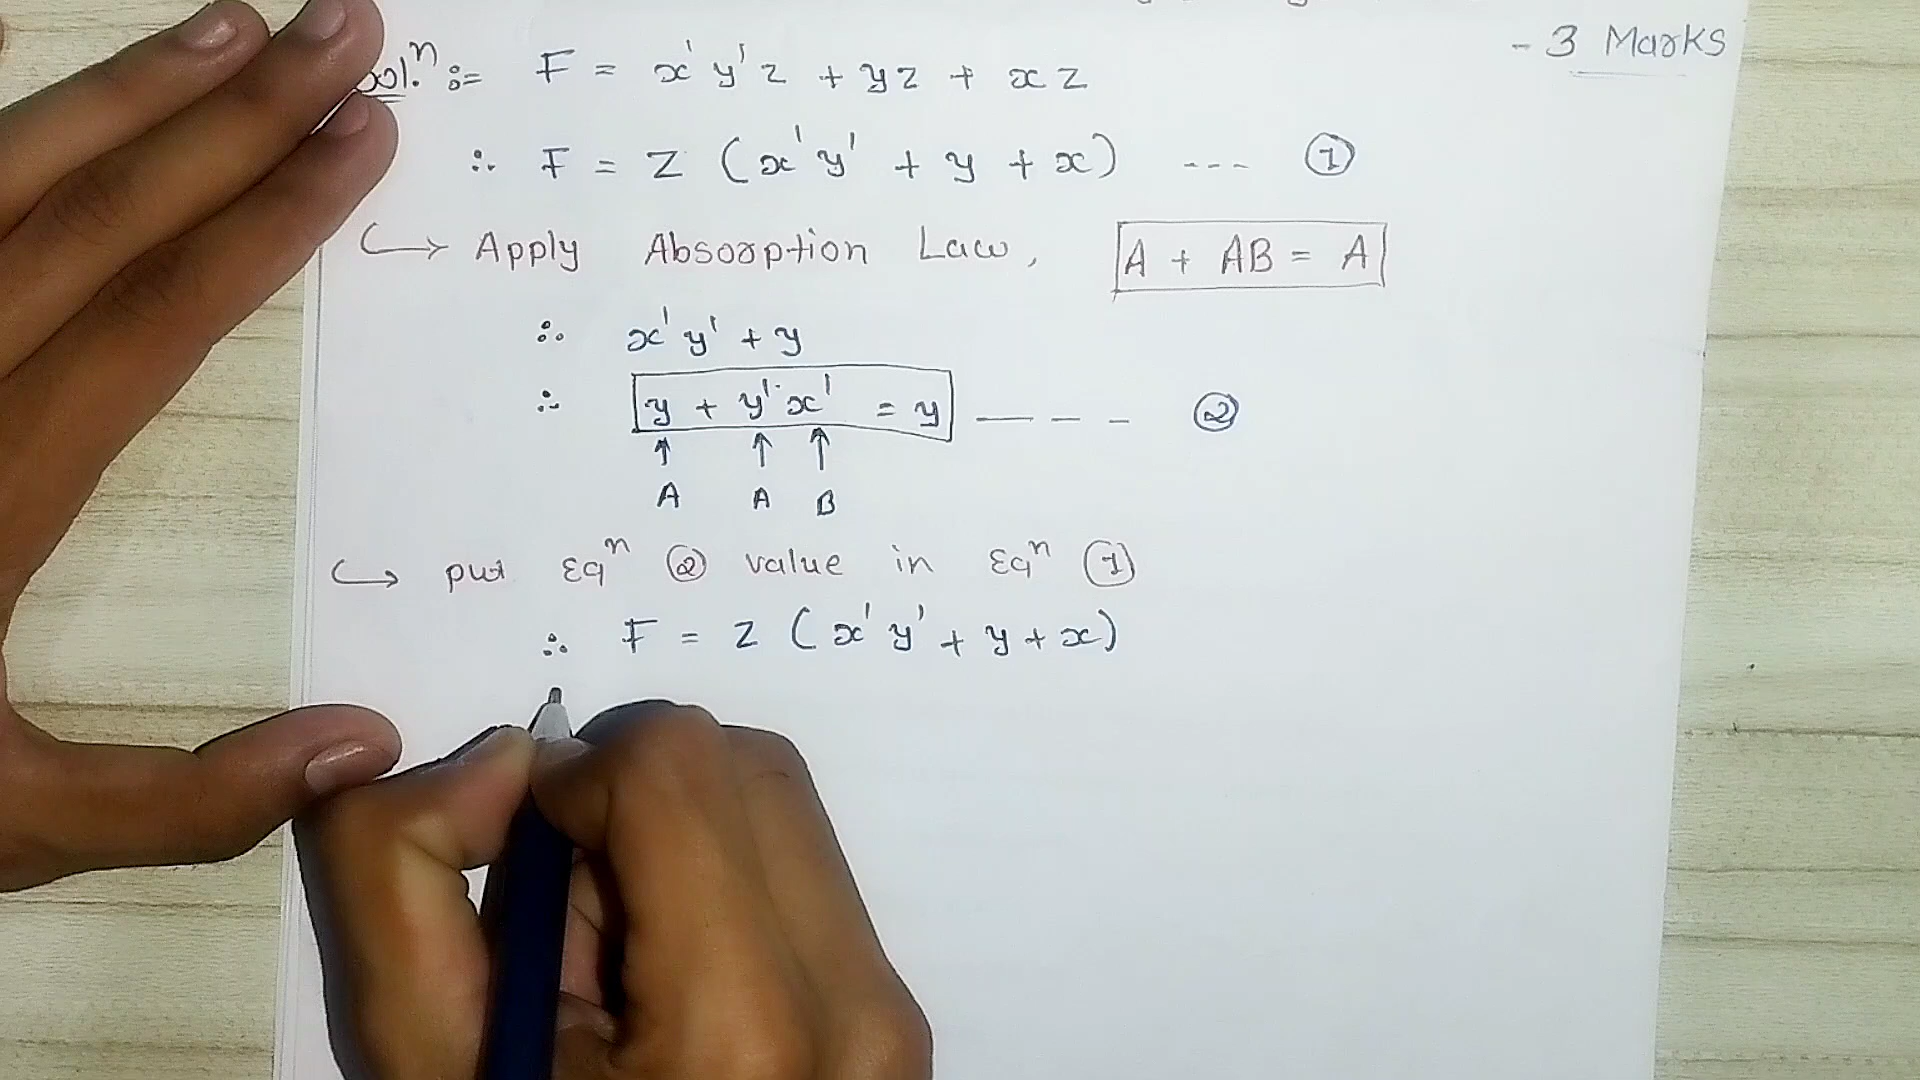 - 3 Marks
Sol.ⁿ := F = x' y' z + yz + xz
∴ F = Z (x' y' + y + x) --- ①
↪ Apply Absorption Law, A + AB = A
∴ x' y' + y
∴ y + y' x' = y — – – ②
↑ ↑ ↑
A A B
↪ put Eqⁿ ② value in Eqⁿ ①
∴ F = Z (x' y' + y + x)